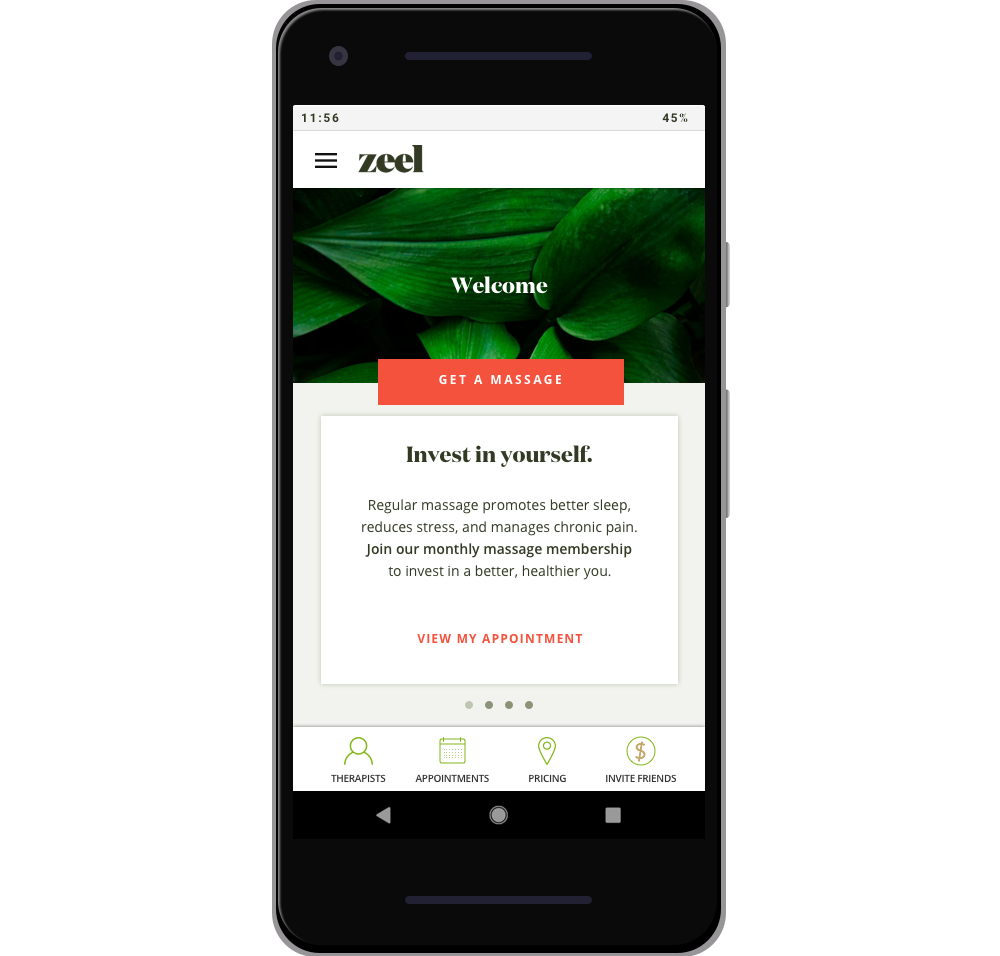 11:56 45%
zeel
Welcome
GET A MASSAGE
Invest in yourself.
Regular massage promotes better sleep,
reduces stress, and manages chronic pain.
Join our monthly massage membership
to invest in a better, healthier you.
VIEW MY APPOINTMENT
$
THERAPISTS APPOINTMENTS PRICING INVITE FRIENDS